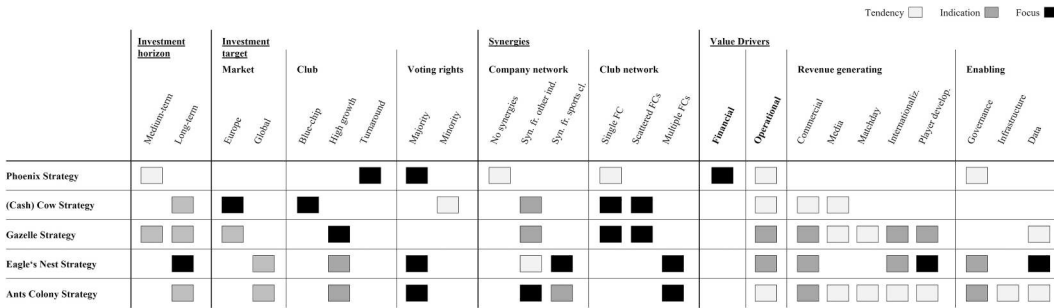 Tendency Indication Focus
Investment horizon Investment target Synergies Value Drivers
Market Club Voting rights Company network Club network Revenue generating Enabling
Medium-term Long-term Europe Global Blue-chip High growth Turnaround Majority Minority No synergies Syn. fr. other ind. Syn. fr. sports cl. Single FC Scattered FCs Multiple FCs Financial Operational Commercial Media Matchday Internationaliz. Player develop. Governance Infrastructure Data
Phoenix Strategy
(Cash) Cow Strategy
Gazelle Strategy
Eagle‘s Nest Strategy
Ants Colony Strategy